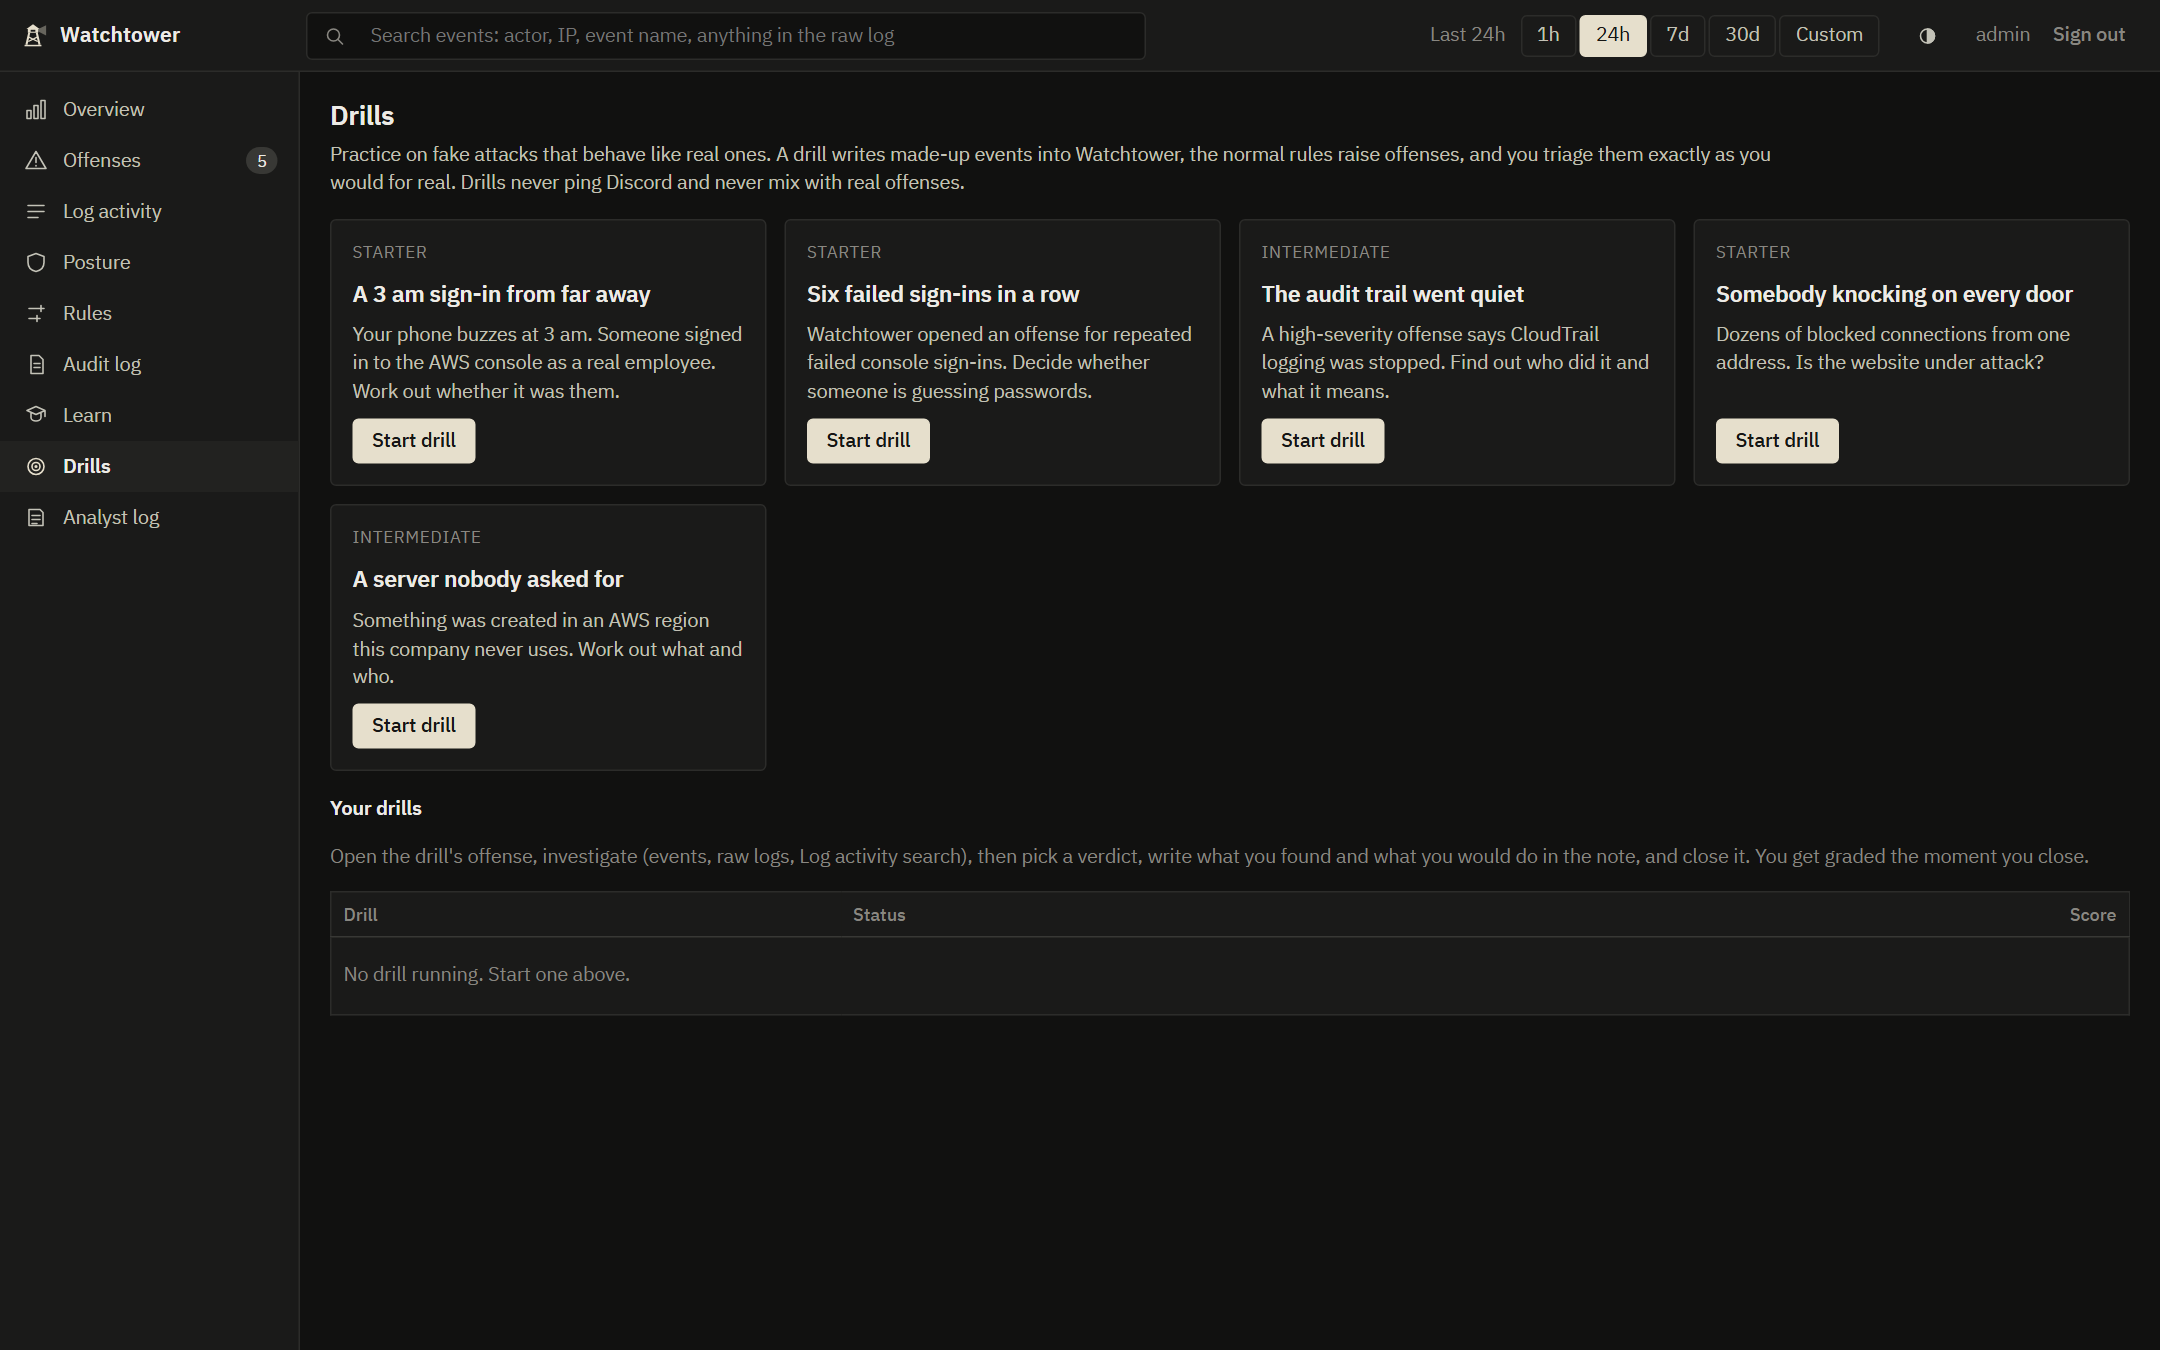 Watchtower
Search events: actor, IP, event name, anything in the raw log
Last 24h
1h
24h
7d
30d
Custom
admin
Sign out
Overview
Offenses
5
Log activity
Posture
Rules
Audit log
Learn
Drills
Analyst log
Drills
Practice on fake attacks that behave like real ones. A drill writes made-up events into Watchtower, the normal rules raise offenses, and you triage them exactly as you
would for real. Drills never ping Discord and never mix with real offenses.
STARTER
A 3 am sign-in from far away
Your phone buzzes at 3 am. Someone signed
in to the AWS console as a real employee.
Work out whether it was them.
Start drill
STARTER
Six failed sign-ins in a row
Watchtower opened an offense for repeated
failed console sign-ins. Decide whether
someone is guessing passwords.
Start drill
INTERMEDIATE
The audit trail went quiet
A high-severity offense says CloudTrail
logging was stopped. Find out who did it and
what it means.
Start drill
STARTER
Somebody knocking on every door
Dozens of blocked connections from one
address. Is the website under attack?
Start drill
INTERMEDIATE
A server nobody asked for
Something was created in an AWS region
this company never uses. Work out what and
who.
Start drill
Your drills
Open the drill's offense, investigate (events, raw logs, Log activity search), then pick a verdict, write what you found and what you would do in the note, and close it. You get graded the moment you close.
Drill
Status
Score
No drill running. Start one above.